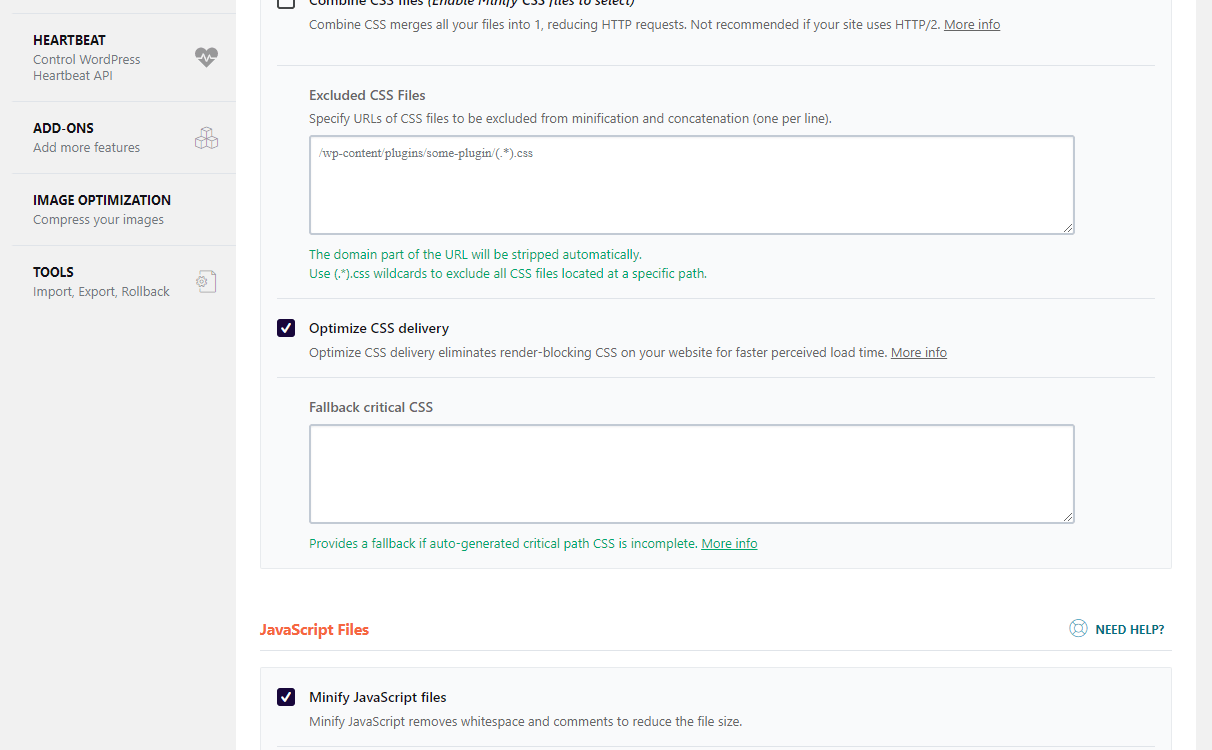 HEARTBEAT
Control WordPress
Heartbeat API
ADD-ONS
Add more features
IMAGE OPTIMIZATION
Compress your images
TOOLS
Import, Export, Rollback
Combine CSS files (Enable Minify CSS files to select)
Combine CSS merges all your files into 1, reducing HTTP requests. Not recommended if your site uses HTTP/2. More info
Excluded CSS Files
Specify URLs of CSS files to be excluded from minification and concatenation (one per line).
/wp-content/plugins/some-plugin/(.*).css
The domain part of the URL will be stripped automatically.
Use (.*).css wildcards to exclude all CSS files located at a specific path.
Optimize CSS delivery
Optimize CSS delivery eliminates render-blocking CSS on your website for faster perceived load time. More info
Fallback critical CSS
Provides a fallback if auto-generated critical path CSS is incomplete. More info
JavaScript Files
NEED HELP?
Minify JavaScript files
Minify JavaScript removes whitespace and comments to reduce the file size.